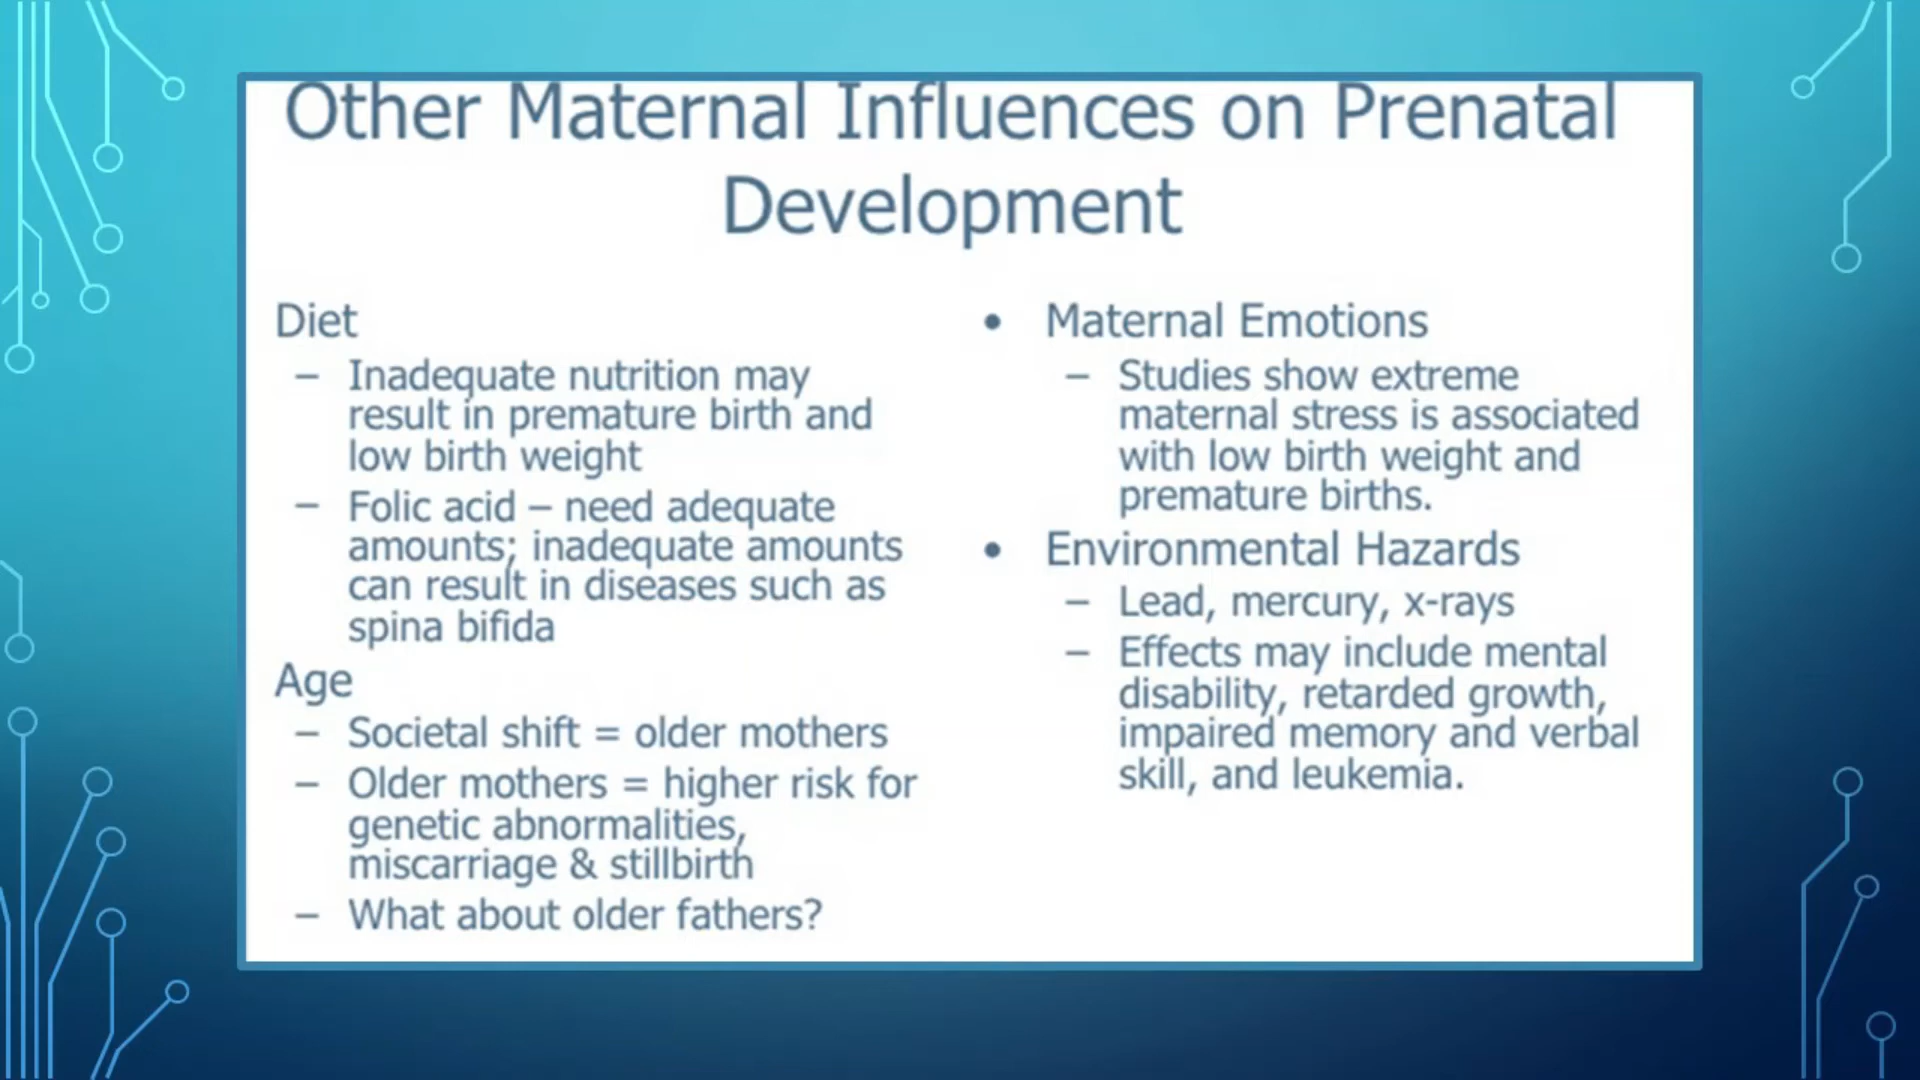 Other Maternal Influences on Prenatal
Development
Diet
– Inadequate nutrition may
result in premature birth and
low birth weight
– Folic acid – need adequate
amounts; inadequate amounts
can result in diseases such as
spina bifida
Age
– Societal shift = older mothers
– Older mothers = higher risk for
genetic abnormalities,
miscarriage & stillbirth
– What about older fathers?
• Maternal Emotions
– Studies show extreme
maternal stress is associated
with low birth weight and
premature births.
• Environmental Hazards
– Lead, mercury, x-rays
– Effects may include mental
disability, retarded growth,
impaired memory and verbal
skill, and leukemia.